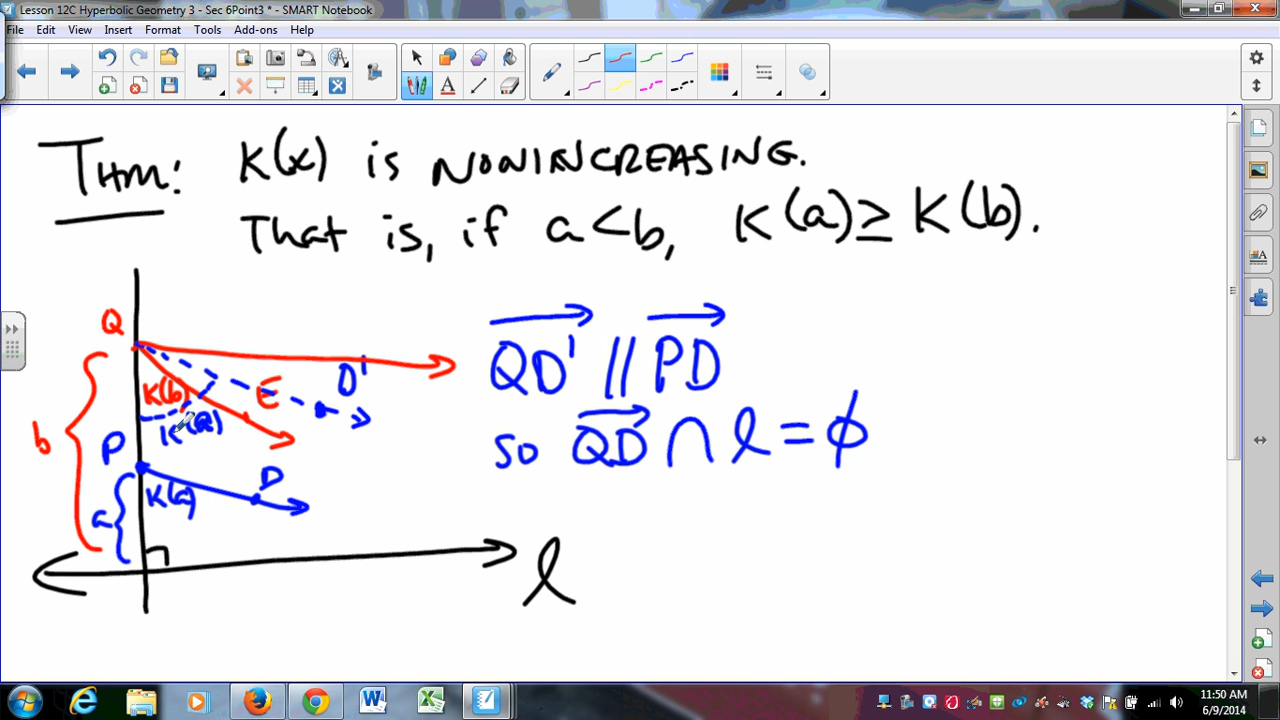 Lesson 12C Hyperbolic Geometry 3 - Sec 6Point3 * - SMART Notebook
File Edit View Insert Format Tools Add-ons Help
THM: K(x) is NONINCREASING.
That is, if a<b, K(a)≥K(b).
Q
K(b)
E
D'
K(a)
b
P
D
K(a)
a
l
QD' // PD
so QD ∩ l = ϕ
11:50 AM
6/9/2014